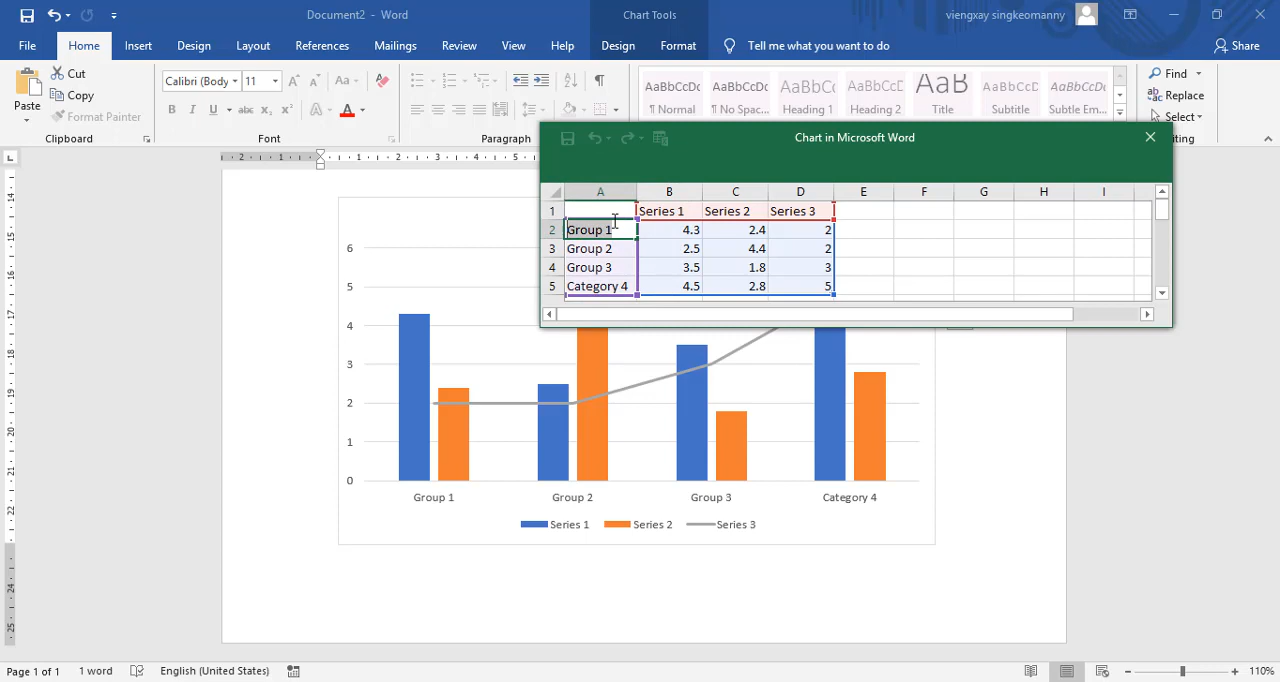 Document2 - Word
Chart Tools
viengxay singkeomanny
File Home Insert Design Layout References Mailings Review View Help Design Format Tell me what you want to do Share
Paste
Cut
Copy
Format Painter
Clipboard
Calibri (Body 11 Aa
B I U abc x₂ x² A A
Font
Paragraph
AaBbCcDc AaBbCcDc AaBbCc AaBbCcD AaB AaBbCcD AaBbCcDc
¶ Normal ¶ No Spac... Heading 1 Heading 2 Title Subtitle Subtle Em...
Find
Replace
Select
Chart in Microsoft Word
A B C D E F G H I
1 Series 1 Series 2 Series 3
2 Group 1 4.3 2.4 2
3 Group 2 2.5 4.4 2
4 Group 3 3.5 1.8 3
5 Category 4 4.5 2.8 5
6
5
4
3
2
1
0
Group 1 Group 2 Group 3 Category 4
Series 1 Series 2 Series 3
Page 1 of 1 1 word English (United States) 110%